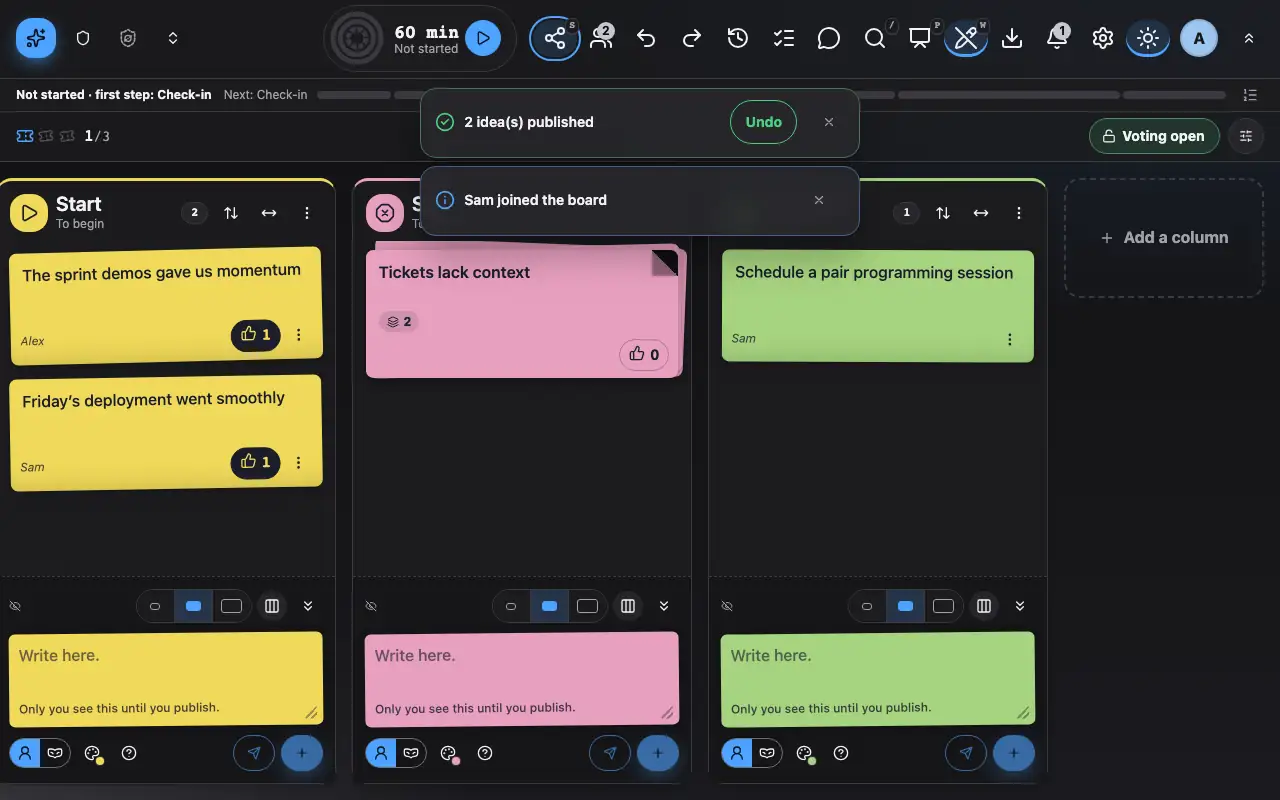 60 min
Not started
S
2
/
P
W
1
A
Not started · first step: Check-in
Next: Check-in
1/3
2 idea(s) published
Undo
Voting open
Sam joined the board
Start
To begin
2
1
Add a column
The sprint demos gave us momentum
Alex
1
Friday's deployment went smoothly
Sam
1
Tickets lack context
2
0
Schedule a pair programming session
Sam
Write here.
Only you see this until you publish.
Write here.
Only you see this until you publish.
Write here.
Only you see this until you publish.